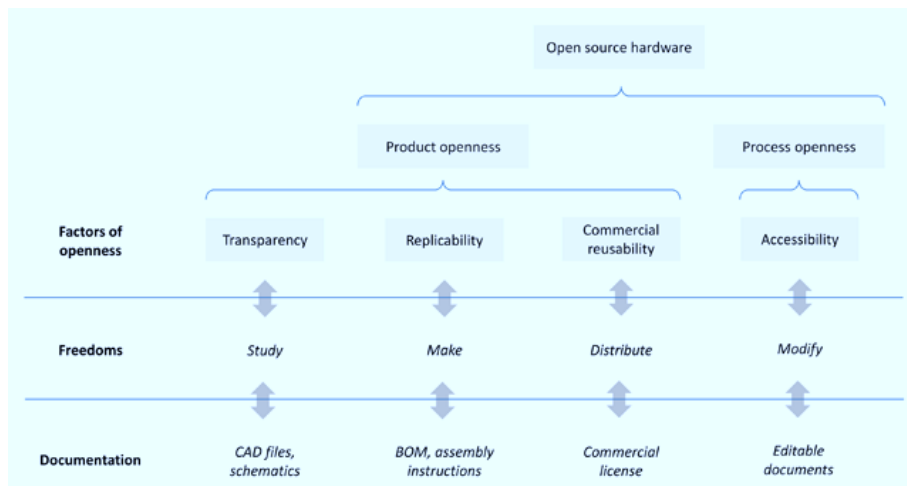 Open source hardware
Product openness
Process openness
Factors of
openness
Transparency
Replicability
Commercial
reusability
Accessibility
Freedoms
Study
Make
Distribute
Modify
Documentation
CAD files,
schematics
BOM, assembly
instructions
Commercial
license
Editable
documents